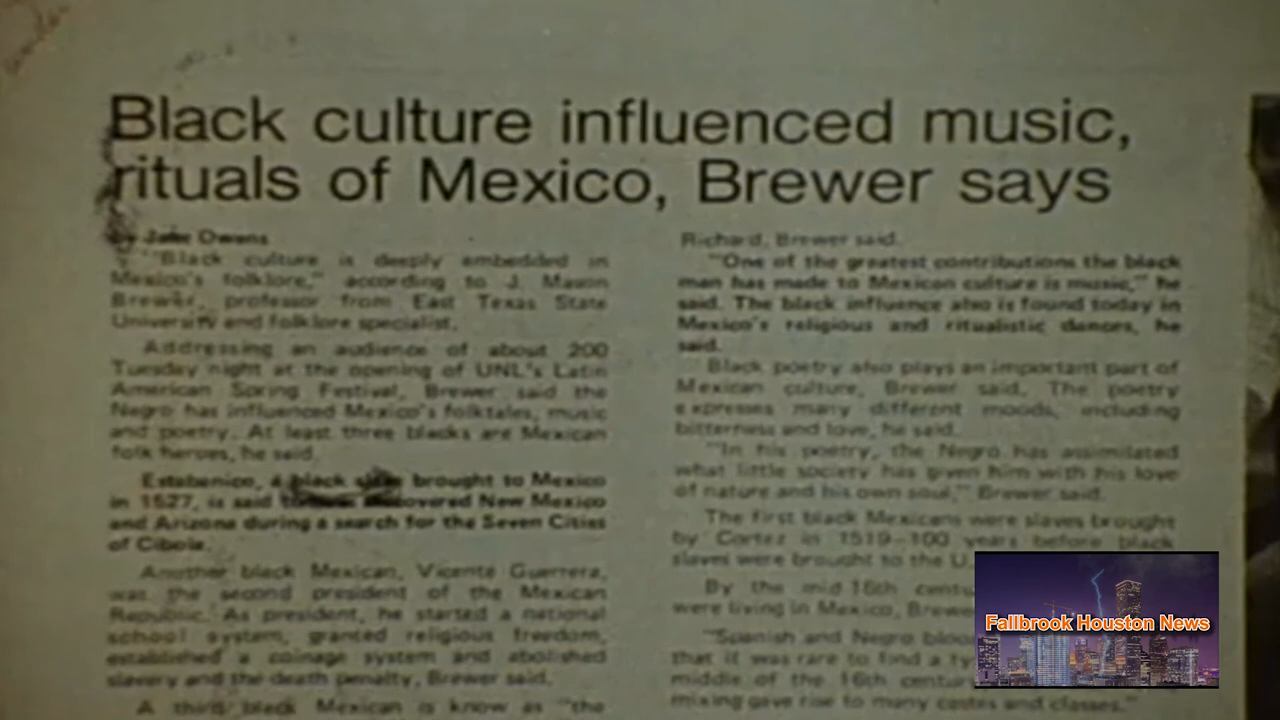 Black culture influenced music,
rituals of Mexico, Brewer says
by Owens
"Black culture is deeply embedded in
Mexico's folklore," according to J. Mason
Brewer, professor from East Texas State
University and folklore specialist.
Addressing an audience of about 200
Tuesday night at the opening of UNL's Latin
American Spring Festival, Brewer said the
Negro has influenced Mexico's folktales, music
and poetry. At least three blacks are Mexican
folk heroes, he said.
Estabanico, a black brought to Mexico
in 1527, is said New Mexico
and Arizona during a search for the Seven Cities
of Cibola.
Another black Mexican, Vicente Guerrera,
was the second president of the Mexican
Republic. As president, he started a national
school system, granted religious freedom,
established a coinage system and abolished
slavery and the death penalty, Brewer said.
A third black Mexican is know as "the
Richard, Brewer said.
"One of the greatest contributions the black
man has made to Mexican culture is music," he
said. The black influence also is found today in
Mexico's religious and ritualistic dances, he
said.
Black poetry also plays an important part of
Mexican culture, Brewer said. The poetry
expresses many different moods, including
bitterness and love, he said.
"In his poetry, the Negro has assimilated
what little society has given him with his love
of nature and his own soul," Brewer said.
The first black Mexicans were slaves brought
by Cortez in 1519–100 years before black
slaves were brought to the U.
By the mid-16th centu
were living in Mexico, Brewe
"Spanish and Negro bloo
that it was rare to find a ty
middle of the 16th centur
mixing gave rise to many castes and classes."
Fallbrook Houston News